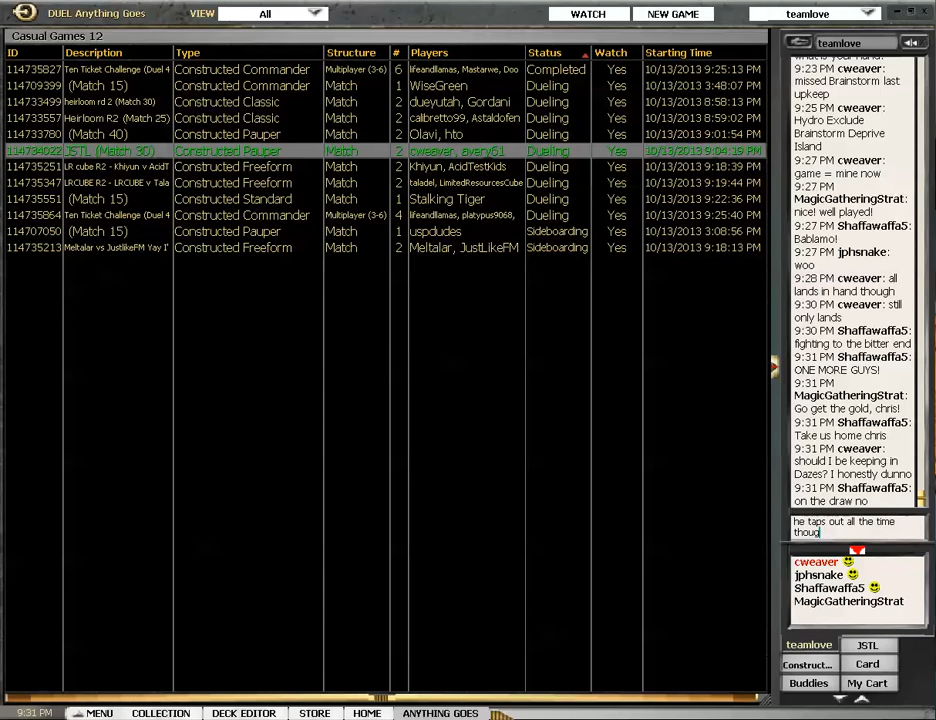 DUEL Anything Goes VIEW All WATCH NEW GAME teamlove
Casual Games 12
ID Description Type Structure # Players Status Watch Starting Time
114735827 Ten Ticket Challenge (Duel 4 Constructed Commander Multiplayer (3-6) 6 lifeandllamas, Mastarwe, Doo Completed Yes 10/13/2013 9:25:13 PM
114709399 (Match 15) Constructed Commander Match 1 WiseGreen Dueling Yes 10/13/2013 3:48:07 PM
114733499 heirloom rd 2 (Match 30) Constructed Classic Match 2 dueyutah, Gordani Dueling Yes 10/13/2013 8:58:13 PM
114733557 Heirloom R2 (Match 25) Constructed Classic Match 2 calibretto99, Astaldofen Dueling Yes 10/13/2013 8:59:02 PM
114733780 (Match 40) Constructed Pauper Match 2 Olavi, hto Dueling Yes 10/13/2013 9:01:54 PM
114734022 JSTL (Match 30) Constructed Pauper Match 2 cweaver, avery61 Dueling Yes 10/13/2013 9:04:19 PM
114735251 LR cube R2 - Khiyun v AcidT Constructed Freeform Match 2 Khiyun, AcidTestKids Dueling Yes 10/13/2013 9:18:39 PM
114735347 LRCUBE R2 - LRCUBE v Tala Constructed Freeform Match 2 taladel, LimitedResourcesCube Dueling Yes 10/13/2013 9:19:44 PM
114735551 (Match 15) Constructed Standard Match 1 Stalking Tiger Dueling Yes 10/13/2013 9:22:36 PM
114735864 Ten Ticket Challenge (Duel 4 Constructed Commander Multiplayer (3-6) 4 lifeandllamas, platypus9068, Dueling Yes 10/13/2013 9:25:40 PM
114707050 (Match 15) Constructed Pauper Match 1 uspdudes Sideboarding Yes 10/13/2013 3:08:56 PM
114735213 Meltalar vs JustlikeFM Yay I' Constructed Freeform Match 2 Meltalar, JustLikeFM Sideboarding Yes 10/13/2013 9:18:13 PM
teamlove
9:23 PM cweaver:
missed Brainstorm last
upkeep
9:25 PM cweaver:
Hydro Exclude
Brainstorm Deprive
Island
9:27 PM cweaver:
game = mine now
9:27 PM
MagicGatheringStrat:
nice! well played!
9:27 PM Shaffawaffa5:
Bablamo!
9:27 PM jphsnake:
woo
9:28 PM cweaver: all
lands in hand though
9:30 PM cweaver: still
only lands
9:30 PM Shaffawaffa5:
fighting to the bitter end
9:31 PM Shaffawaffa5:
ONE MORE GUYS!
9:31 PM
MagicGatheringStrat:
Go get the gold, chris!
9:31 PM Shaffawaffa5:
Take us home chris
9:31 PM cweaver:
should I be keeping in
Dazes? I honestly dunno
9:31 PM Shaffawaffa5:
on the draw no
he taps out all the time
thoug
cweaver
jphsnake
Shaffawaffa5
MagicGatheringStrat
teamlove JSTL
Construct... Card
Buddies My Cart
9:31 PM MENU COLLECTION DECK EDITOR STORE HOME ANYTHING GOES